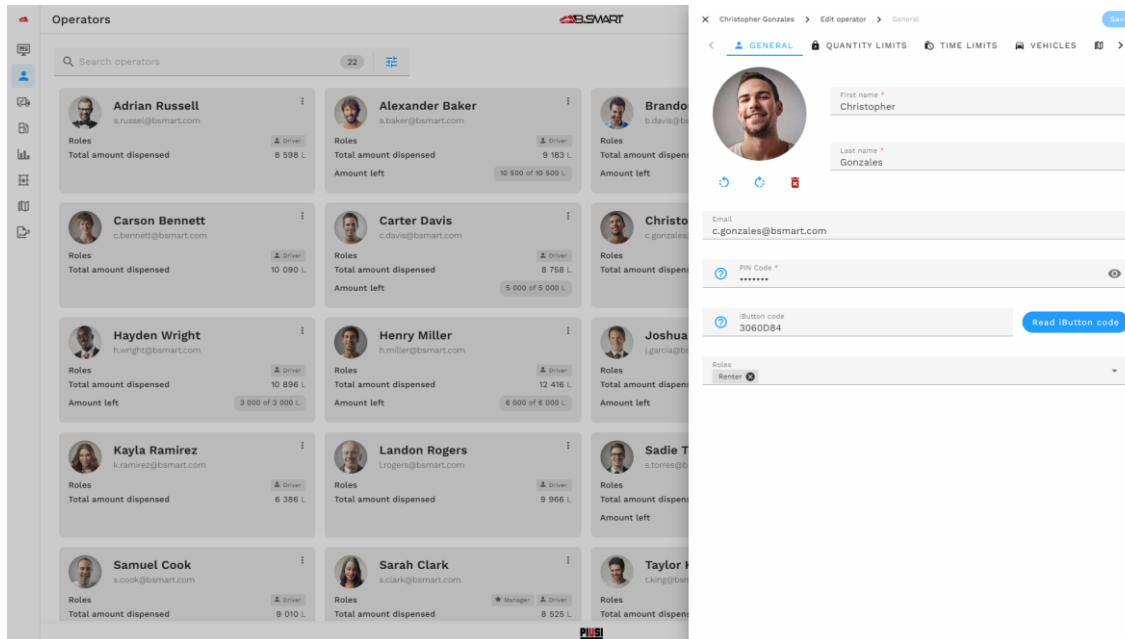 Operators
B.SMART
Search operators
22
Adrian Russell
a.russel@bsmart.com
Roles
Driver
Total amount dispensed
8 598 L
Alexander Baker
a.baker@bsmart.com
Roles
Driver
Total amount dispensed
9 183 L
Amount left
10 500 of 10 500 L
Brando
b.davis@bs
Roles
Total amount dispen
Amount left
Carson Bennett
c.bennett@bsmart.com
Roles
Driver
Total amount dispensed
10 090 L
Carter Davis
c.davis@bsmart.com
Roles
Driver
Total amount dispensed
8 758 L
Amount left
5 000 of 5 000 L
Christo
c.gonzales
Roles
Total amount dispen
Hayden Wright
h.wright@bsmart.com
Roles
Driver
Total amount dispensed
10 896 L
Amount left
3 000 of 3 000 L
Henry Miller
h.miller@bsmart.com
Roles
Driver
Total amount dispensed
12 416 L
Amount left
6 000 of 6 000 L
Joshua
j.garcia@bs
Roles
Total amount dispen
Amount left
Kayla Ramirez
k.ramirez@bsmart.com
Roles
Driver
Total amount dispensed
6 386 L
Landon Rogers
l.rogers@bsmart.com
Roles
Driver
Total amount dispensed
9 966 L
Sadie T
s.torres@b
Roles
Total amount dispen
Amount left
Samuel Cook
s.cook@bsmart.com
Roles
Driver
Total amount dispensed
9 010 L
Sarah Clark
s.clark@bsmart.com
Roles
Manager Driver
Total amount dispensed
8 525 L
Taylor
t.king@bsm
Roles
Total amount dispen
PIUSI
Christopher Gonzales > Edit operator > General
Save
GENERAL QUANTITY LIMITS TIME LIMITS VEHICLES
First name *
Christopher
Last name *
Gonzales
Email
c.gonzales@bsmart.com
PIN Code *
•••••••
iButton code
3060D84
Read iButton code
Roles
Renter